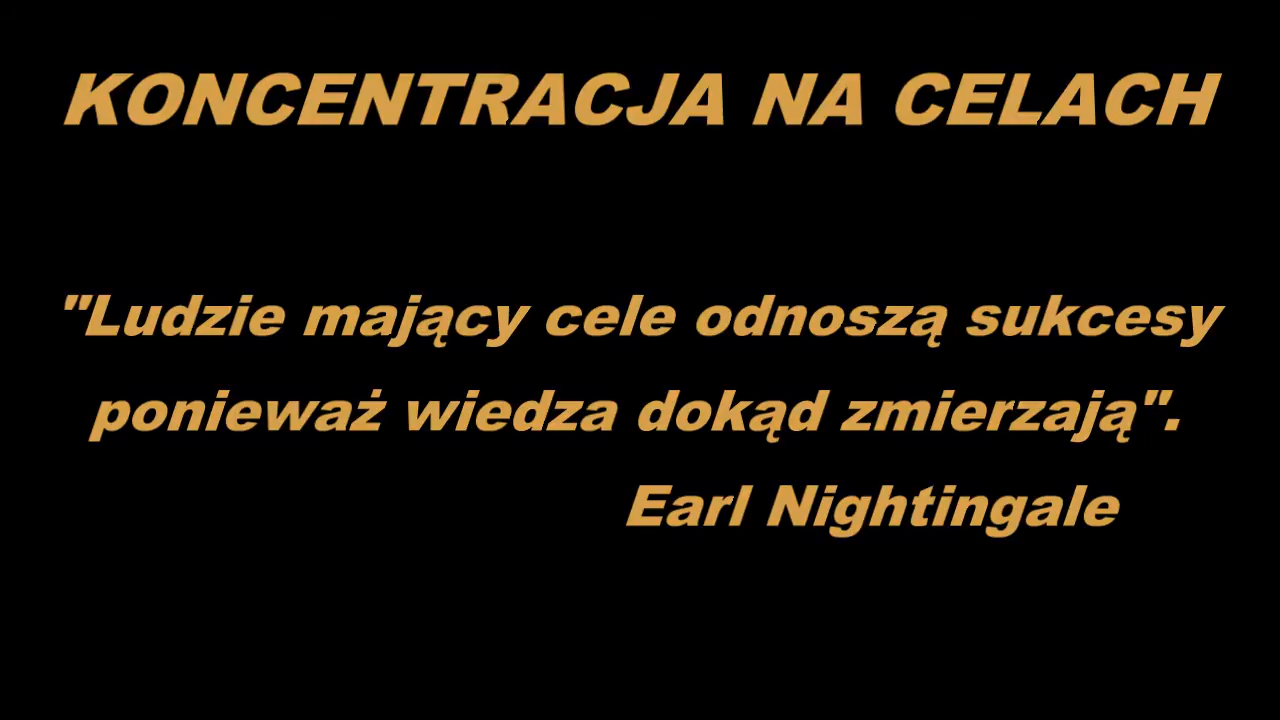 KONCENTRACJA NA CELACH
"Ludzie mający cele odnoszą sukcesy
ponieważ wiedza dokąd zmierzają".
Earl Nightingale